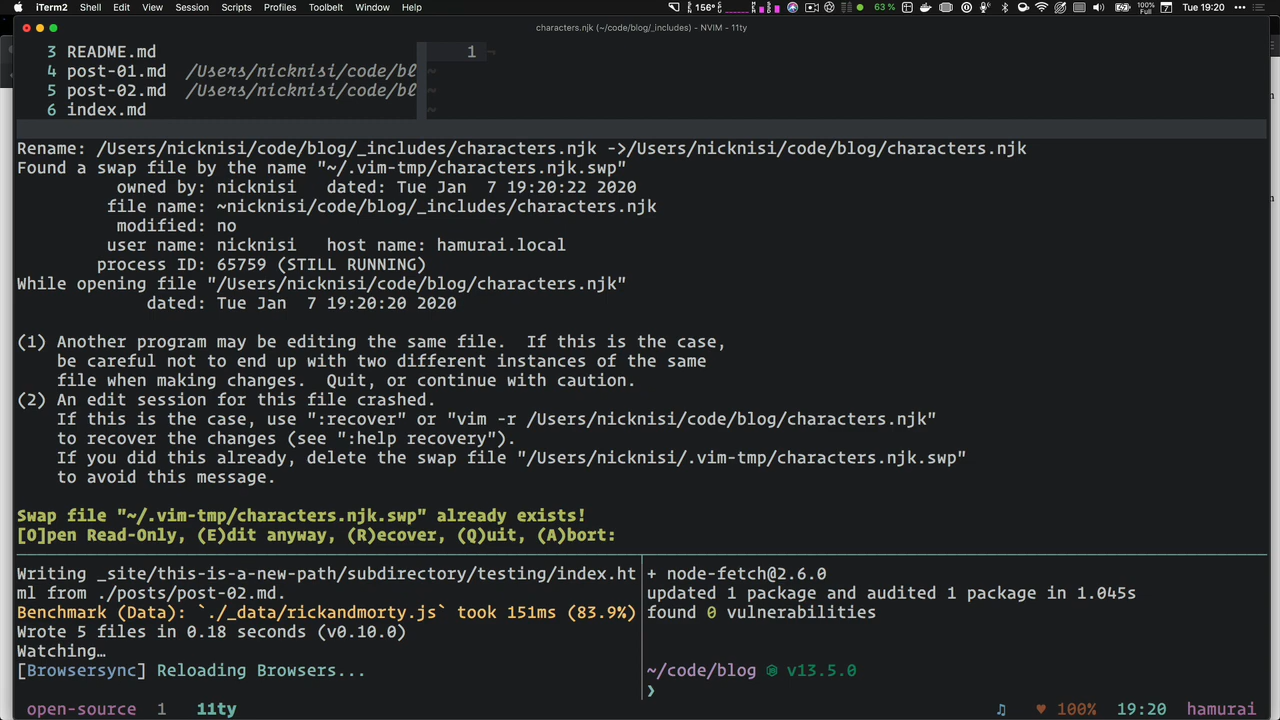 iTerm2 Shell Edit View Session Scripts Profiles Toolbelt Window Help 156° 63 % 100% Full Tue 19:20
characters.njk (~/code/blog/_includes) - NVIM - 11ty
3 README.md 1 ¬
4 post-01.md /Users/nicknisi/code/bl ~
5 post-02.md /Users/nicknisi/code/bl ~
6 index.md ~
Rename: /Users/nicknisi/code/blog/_includes/characters.njk ->/Users/nicknisi/code/blog/characters.njk
Found a swap file by the name "~/.vim-tmp/characters.njk.swp"
owned by: nicknisi dated: Tue Jan 7 19:20:22 2020
file name: ~nicknisi/code/blog/_includes/characters.njk
modified: no
user name: nicknisi host name: hamurai.local
process ID: 65759 (STILL RUNNING)
While opening file "/Users/nicknisi/code/blog/characters.njk"
dated: Tue Jan 7 19:20:20 2020
(1) Another program may be editing the same file. If this is the case,
be careful not to end up with two different instances of the same
file when making changes. Quit, or continue with caution.
(2) An edit session for this file crashed.
If this is the case, use ":recover" or "vim -r /Users/nicknisi/code/blog/characters.njk"
to recover the changes (see ":help recovery").
If you did this already, delete the swap file "/Users/nicknisi/.vim-tmp/characters.njk.swp"
to avoid this message.
Swap file "~/.vim-tmp/characters.njk.swp" already exists!
[O]pen Read-Only, (E)dit anyway, (R)ecover, (Q)uit, (A)bort:
Writing _site/this-is-a-new-path/subdirectory/testing/index.ht
ml from ./posts/post-02.md.
Benchmark (Data): `./_data/rickandmorty.js` took 151ms (83.9%)
Wrote 5 files in 0.18 seconds (v0.10.0)
Watching…
[Browsersync] Reloading Browsers...
+ node-fetch@2.6.0
updated 1 package and audited 1 package in 1.045s
found 0 vulnerabilities
~/code/blog v13.5.0
❯
open-source 1 11ty ♫ ♥ 100% 19:20 hamurai